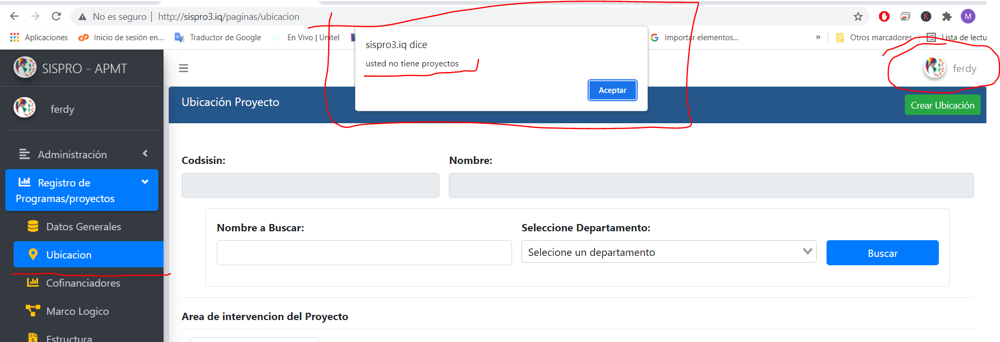 No es seguro | http://sispro3.iq/paginas/ubicacion
M
K
Aplicaciones
cP Inicio de sesión en...
Traductor de Google
En Vivo | Unitel
Importar elementos...
»
Otros marcadores
Lista de lectu
sispro3.iq dice
usted no tiene proyectos
Aceptar
SISPRO - APMT
ferdy
ferdy
Administración
Registro de
Programas/proyectos
Datos Generales
Ubicacion
Cofinanciadores
Marco Logico
Estructura
Ubicación Proyecto
Crear Ubicación
Codsisin:
Nombre:
Nombre a Buscar:
Seleccione Departamento:
Selecione un departamento
Buscar
Area de intervencion del Proyecto